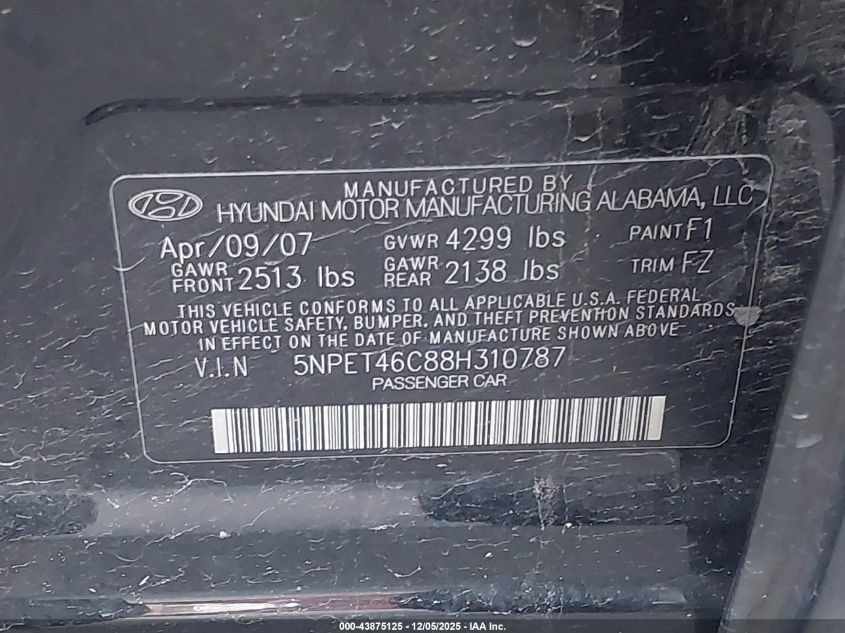 MANUFACTURED BY
HYUNDAI MOTOR MANUFACTURING ALABAMA, LLC
Apr/09/07 GVWR 4299 lbs PAINT F1
GAWR FRONT 2513 lbs GAWR REAR 2138 lbs TRIM FZ
THIS VEHICLE CONFORMS TO ALL APPLICABLE U.S.A. FEDERAL
MOTOR VEHICLE SAFETY, BUMPER, AND THEFT PREVENTION STANDARDS
IN EFFECT ON THE DATE OF MANUFACTURE SHOWN ABOVE
V.I.N 5NPET46C88H310787
PASSENGER CAR
000-43875125 - 12/05/2025 - IAA Inc.